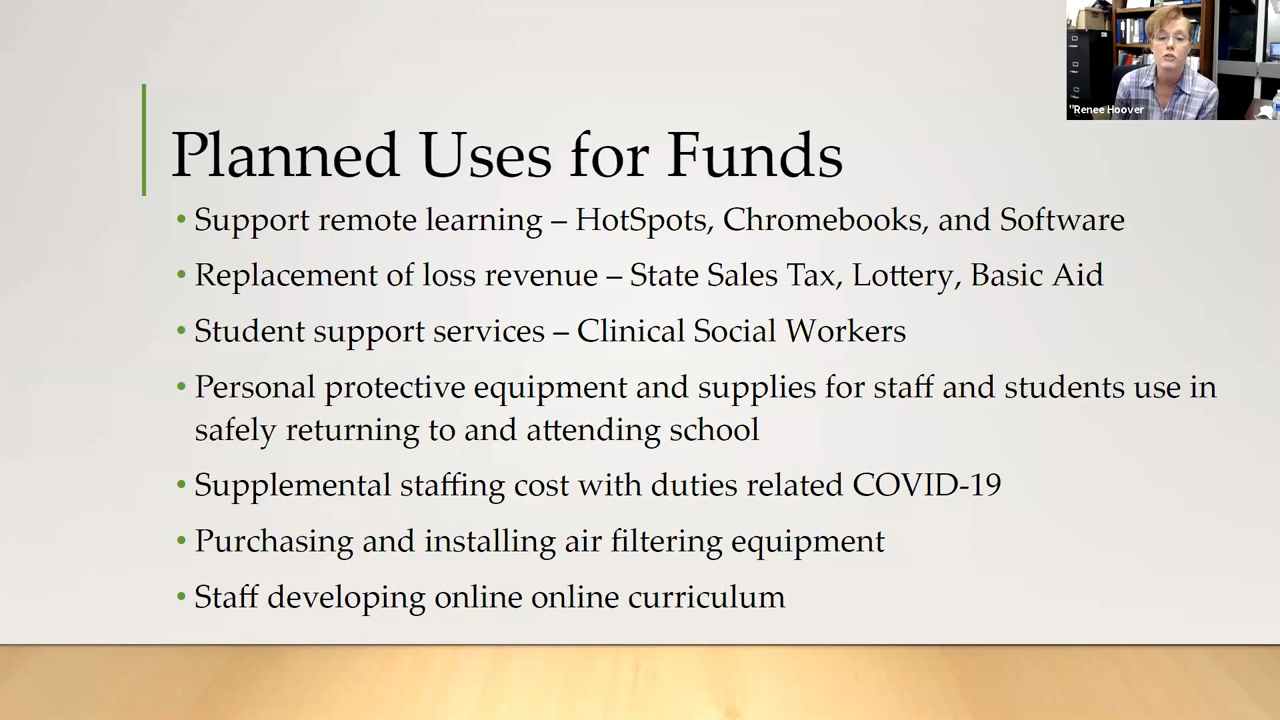 "Renee Hoover
Planned Uses for Funds
• Support remote learning – HotSpots, Chromebooks, and Software
• Replacement of loss revenue – State Sales Tax, Lottery, Basic Aid
• Student support services – Clinical Social Workers
• Personal protective equipment and supplies for staff and students use in
safely returning to and attending school
• Supplemental staffing cost with duties related COVID-19
• Purchasing and installing air filtering equipment
• Staff developing online online curriculum